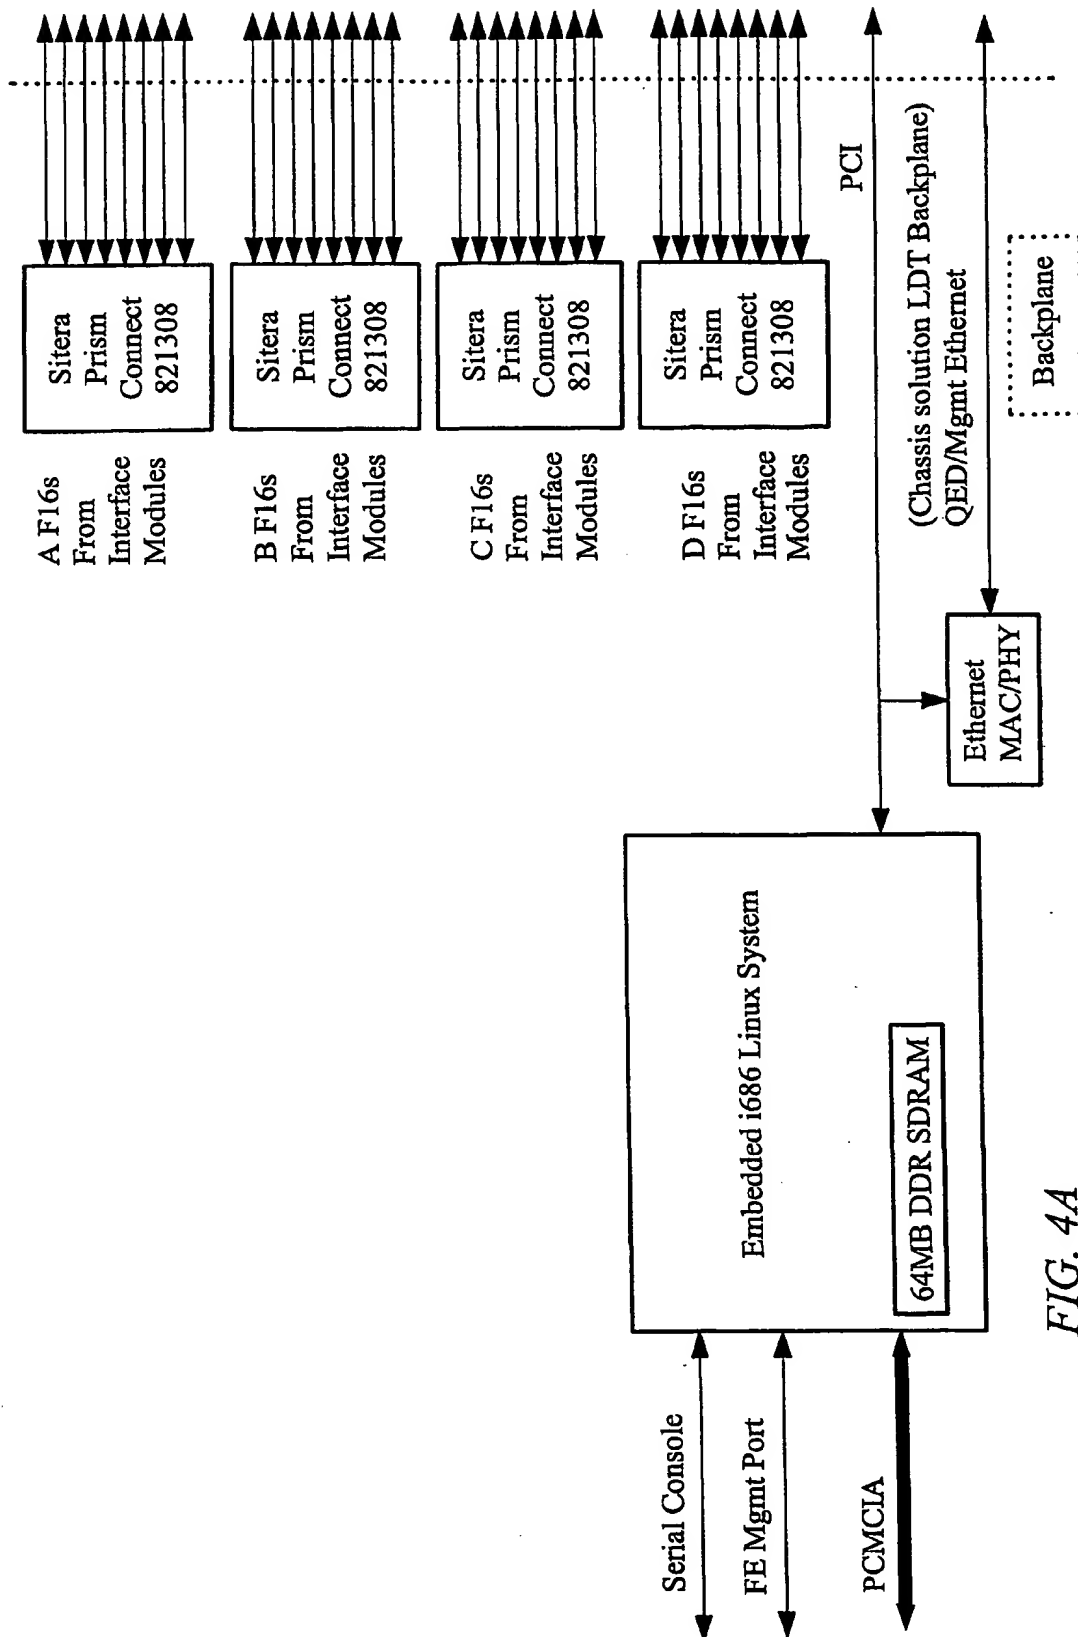 Sitera
Prism
Connect
821308
A F16s
From
Interface
Modules
Sitera
Prism
Connect
821308
B F16s
From
Interface
Modules
Sitera
Prism
Connect
821308
C F16s
From
Interface
Modules
Sitera
Prism
Connect
821308
D F16s
From
Interface
Modules
PCI
(Chassis solution LDT Backplane)
QED/Mgmt Ethernet
Backplane
Ethernet
MAC/PHY
Embedded i686 Linux System
64MB DDR SDRAM
Serial Console
FE Mgmt Port
PCMCIA
FIG. 4A